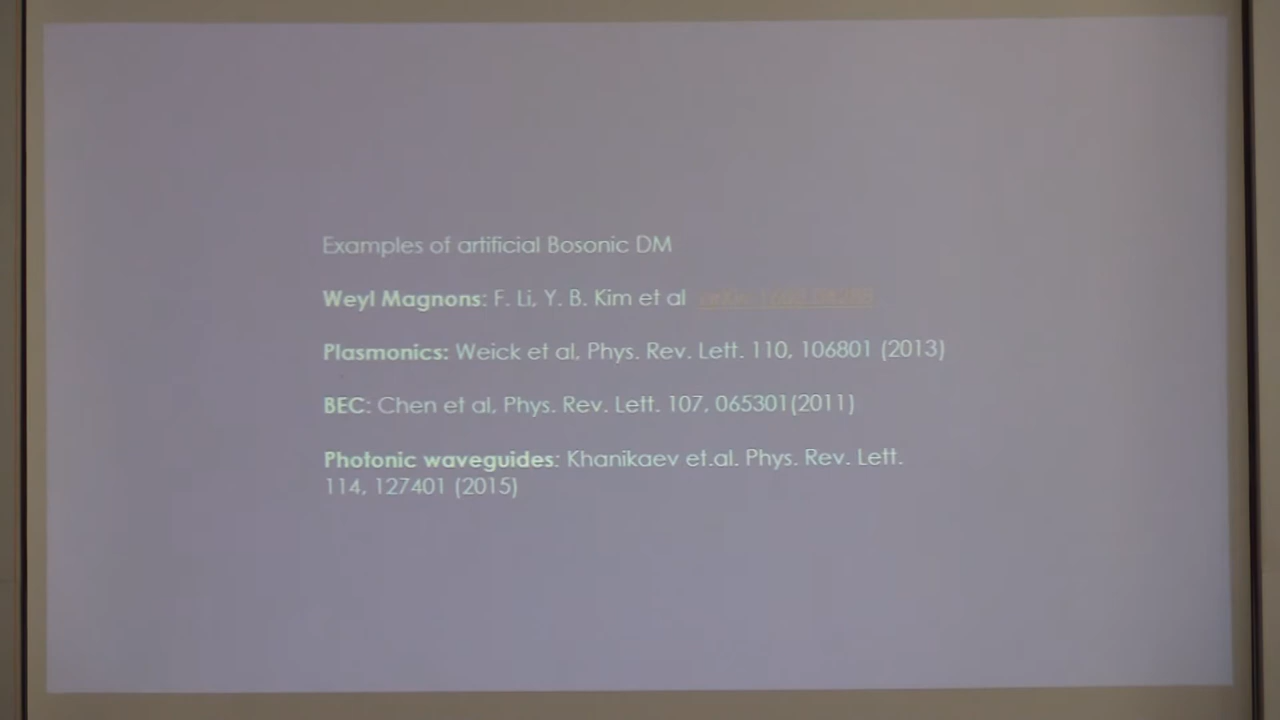 Examples of artificial Bosonic DM
Weyl Magnons: F. Li, Y. B. Kim et al
Plasmonics: Weick et al, Phys. Rev. Lett. 110, 106801 (2013)
BEC: Chen et al, Phys. Rev. Lett. 107, 065301(2011)
Photonic waveguides: Khanikaev et.al. Phys. Rev. Lett.
114, 127401 (2015)